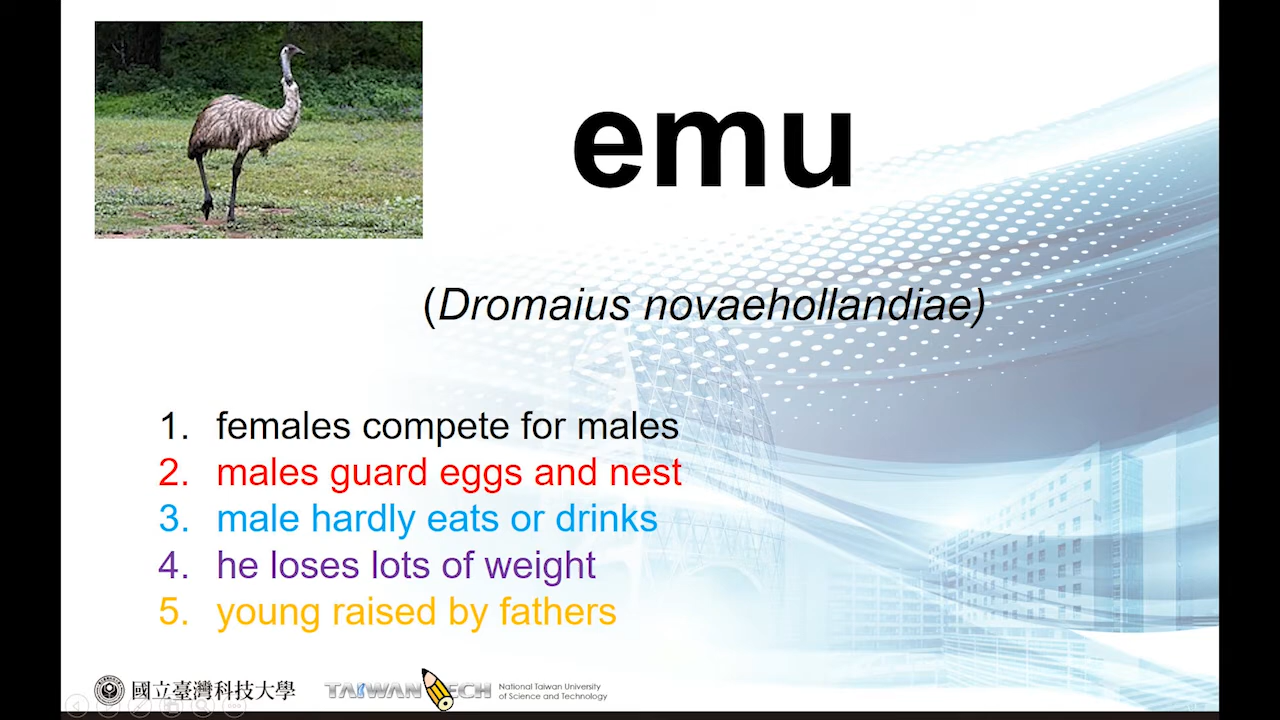 emu
(Dromaius novaehollandiae)
1. females compete for males
2. males guard eggs and nest
3. male hardly eats or drinks
4. he loses lots of weight
5. young raised by fathers
國立臺灣科技大學
TAIWAN TECH
National Taiwan University
of Science and Technology